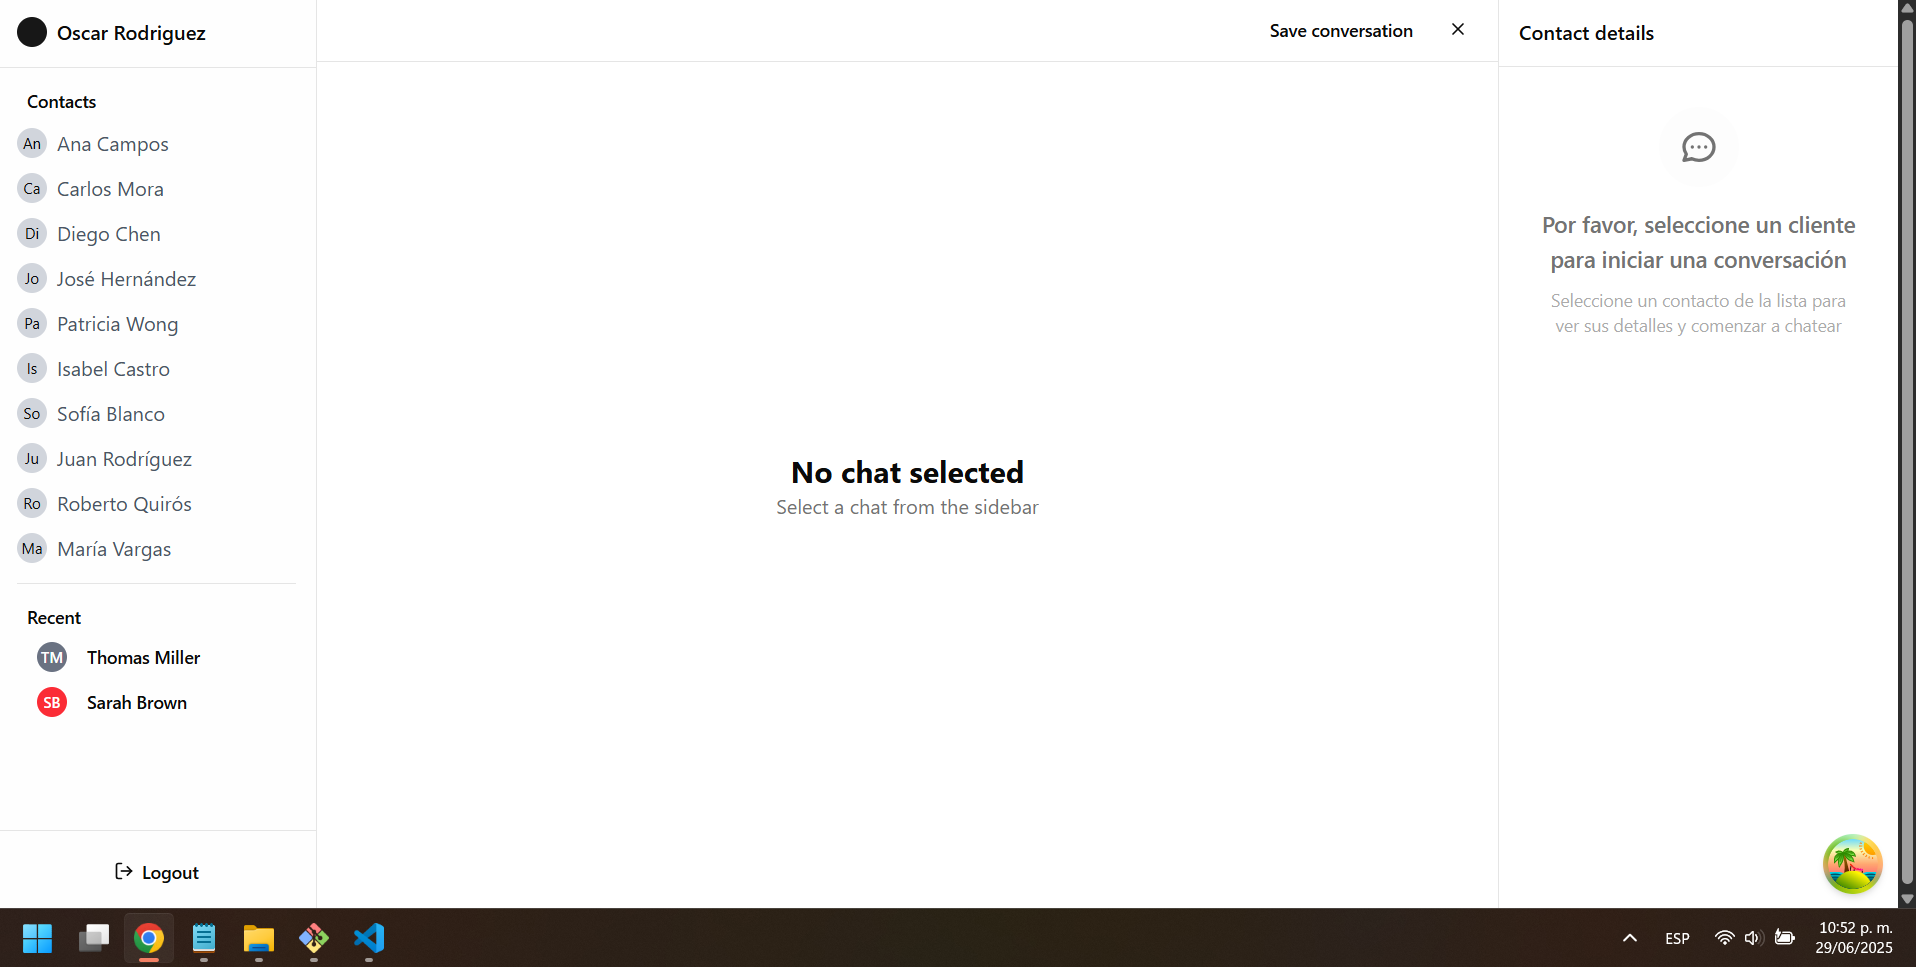 Oscar Rodriguez
Contacts
An Ana Campos
Ca Carlos Mora
Di Diego Chen
Jo José Hernández
Pa Patricia Wong
Is Isabel Castro
So Sofía Blanco
Ju Juan Rodríguez
Ro Roberto Quirós
Ma María Vargas
Recent
TM Thomas Miller
SB Sarah Brown
Logout
Save conversation
No chat selected
Select a chat from the sidebar
Contact details
Por favor, seleccione un cliente
para iniciar una conversación
Seleccione un contacto de la lista para
ver sus detalles y comenzar a chatear
ESP
10:52 p. m.
29/06/2025